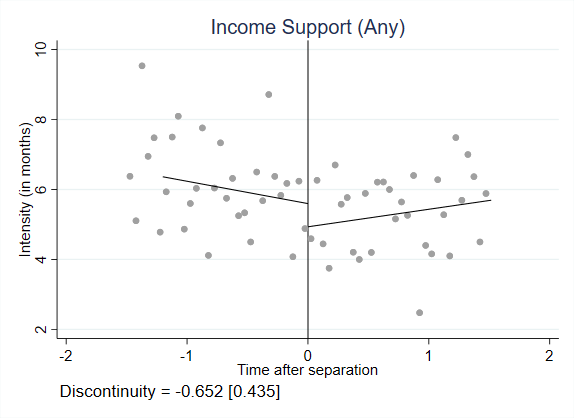 Income Support (Any)
Intensity (in months)
10
8
6
4
2
-2 -1 0 1 2
Time after separation
Discontinuity = -0.652 [0.435]